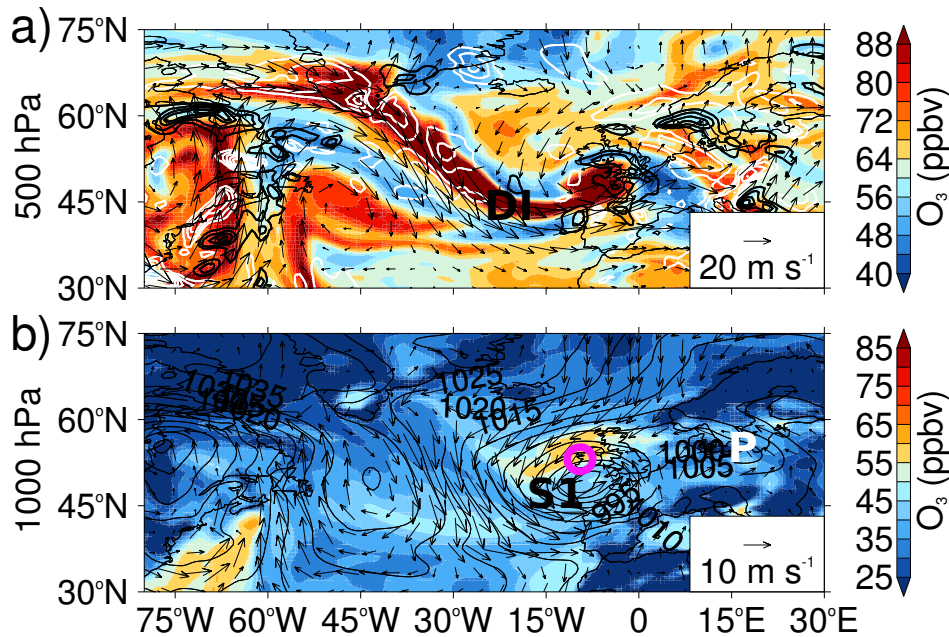 a)
75°N
60°N
45°N
30°N
500 hPa
DI
20 m s⁻¹
88
80
72
64
56
48
40
O₃ (ppbv)
b)
75°N
60°N
45°N
30°N
1000 hPa
1035
1025
1020
1015
1000
1005
995
1010
P
S1
10 m s⁻¹
75°W
60°W
45°W
30°W
15°W
0
15°E
30°E
85
75
65
55
45
35
25
O₃ (ppbv)